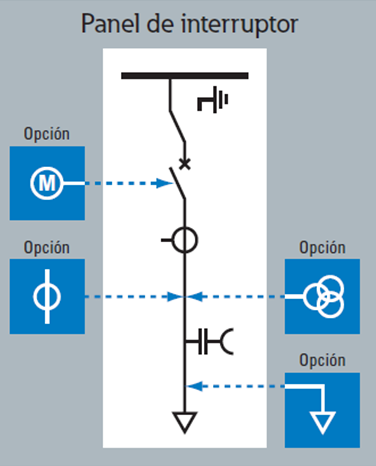 Panel de interruptor
Opción
M
Opción
Opción
Opción